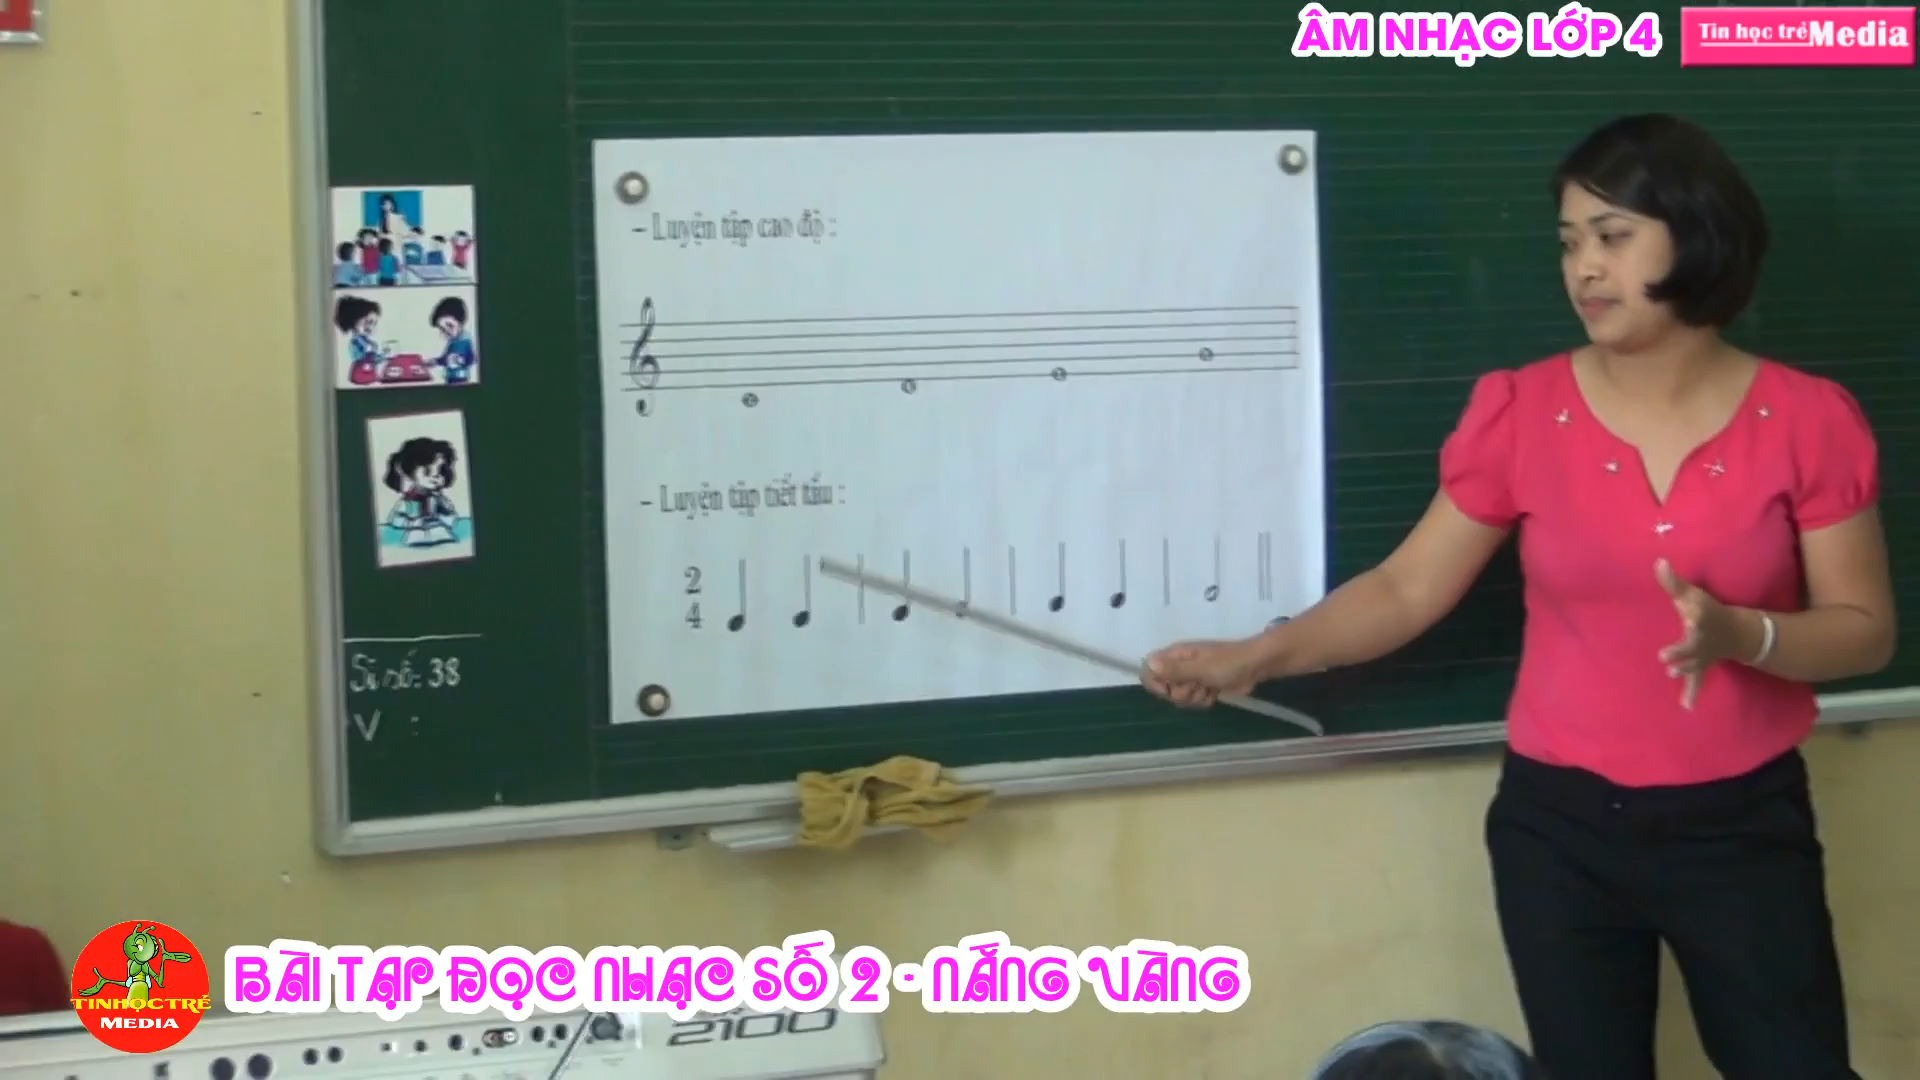 ÂM NHẠC LỚP 4
Tin học trẻ Media
- Luyện tập cao độ :
- Luyện tập tiết tấu :
2
4
Sĩ số: 38
V :
BÀI TẬP ĐỌC NHẠC SỐ 2 - NẮNG VÀNG
TINHỌCTRẺ
MEDIA
2100